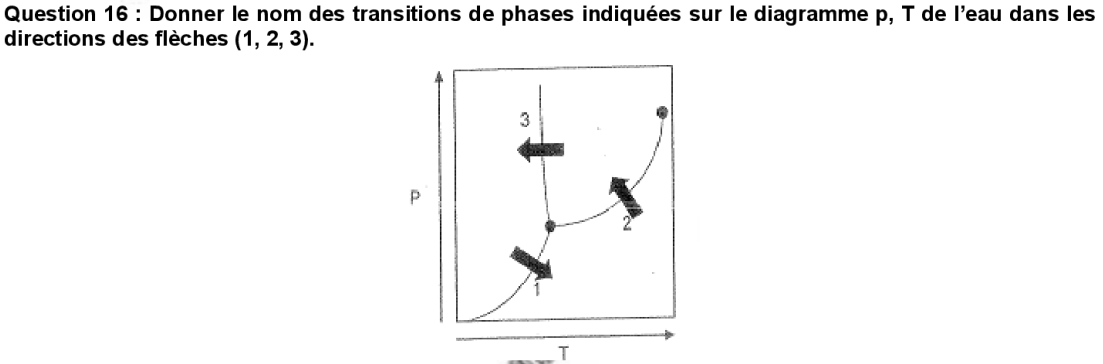 Question 16 : Donner le nom des transitions de phases indiquées sur le diagramme p, T de l'eau dans les
directions des flèches (1, 2, 3).
3
P
2
1
T